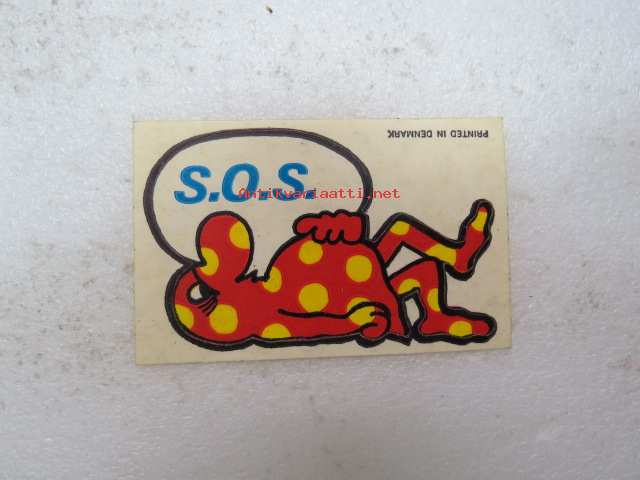 PRINTED IN DENMARK
S.O.S.
Antikvariaatti.net